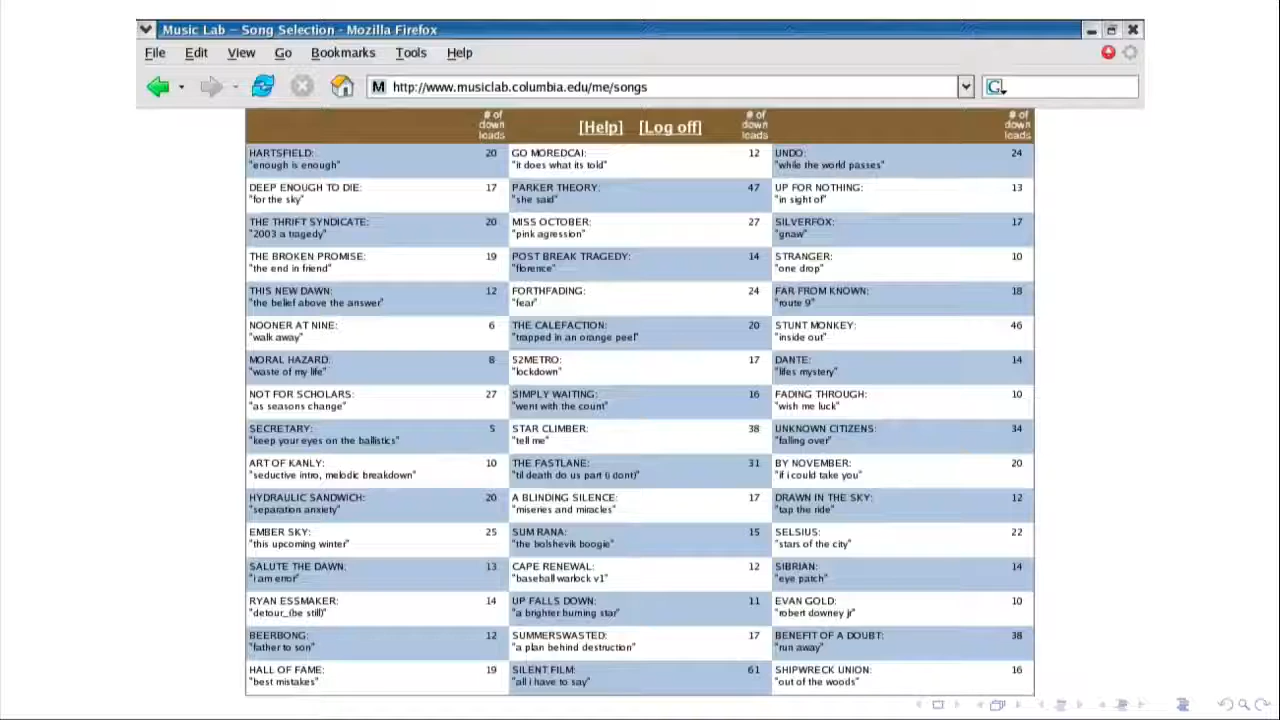 Music Lab – Song Selection - Mozilla Firefox
File Edit View Go Bookmarks Tools Help
M http://www.musiclab.columbia.edu/me/songs G
# of down loads [Help] [Log off] # of down loads # of down loads
HARTSFIELD: 20 GO MOREDCAI: 12 UNDO: 24
"enough is enough" "it does what its told" "while the world passes"
DEEP ENOUGH TO DIE: 17 PARKER THEORY: 47 UP FOR NOTHING: 13
"for the sky" "she said" "in sight of"
THE THRIFT SYNDICATE: 20 MISS OCTOBER: 27 SILVERFOX: 17
"2003 a tragedy" "pink agression" "gnaw"
THE BROKEN PROMISE: 19 POST BREAK TRAGEDY: 14 STRANGER: 10
"the end in friend" "florence" "one drop"
THIS NEW DAWN: 12 FORTHFADING: 24 FAR FROM KNOWN: 18
"the belief above the answer" "fear" "route 9"
NOONER AT NINE: 6 THE CALEFACTION: 20 STUNT MONKEY: 46
"walk away" "trapped in an orange peel" "inside out"
MORAL HAZARD: 8 52METRO: 17 DANTE: 14
"waste of my life" "lockdown" "lifes mystery"
NOT FOR SCHOLARS: 27 SIMPLY WAITING: 16 FADING THROUGH: 10
"as seasons change" "went with the count" "wish me luck"
SECRETARY: 5 STAR CLIMBER: 38 UNKNOWN CITIZENS: 34
"keep your eyes on the ballistics" "tell me" "falling over"
ART OF KANLY: 10 THE FASTLANE: 31 BY NOVEMBER: 20
"seductive intro, melodic breakdown" "til death do us part (i dont)" "if i could take you"
HYDRAULIC SANDWICH: 20 A BLINDING SILENCE: 17 DRAWN IN THE SKY: 12
"separation anxiety" "miseries and miracles" "tap the ride"
EMBER SKY: 25 SUM RANA: 15 SELSIUS: 22
"this upcoming winter" "the bolshevik boogie" "stars of the city"
SALUTE THE DAWN: 13 CAPE RENEWAL: 12 SIBRIAN: 14
"i am error" "baseball warlock v1" "eye patch"
RYAN ESSMAKER: 14 UP FALLS DOWN: 11 EVAN GOLD: 10
"detour_(be still)" "a brighter burning star" "robert downey jr"
BEERBONG: 12 SUMMERSWASTED: 17 BENEFIT OF A DOUBT: 38
"father to son" "a plan behind destruction" "run away"
HALL OF FAME: 19 SILENT FILM: 61 SHIPWRECK UNION: 16
"best mistakes" "all i have to say" "out of the woods"